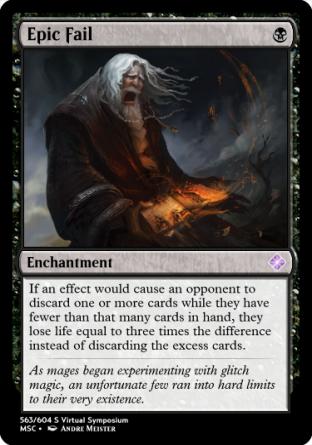 Epic Fail
Enchantment
If an effect would cause an opponent to
discard one or more cards while they have
fewer than that many cards in hand, they
lose life equal to three times the difference
instead of discarding the excess cards.
As mages began experimenting with glitch
magic, an unfortunate few ran into hard limits
to their very existence.
563/604 S Virtual Symposium
MSC • Andre Meister